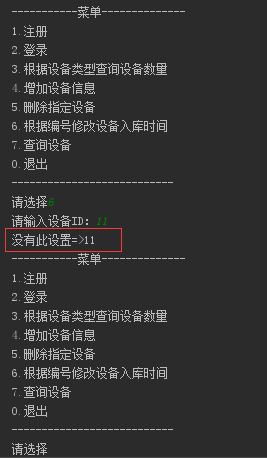 -----------菜单--------------
1.注册
2.登录
3.根据设备类型查询设备数量
4.增加设备信息
5.删除指定设备
6.根据编号修改设备入库时间
7.查询设备
0.退出
---------------------------
请选择6
请输入设备ID: 11
没有此设置=>11
-----------菜单--------------
1.注册
2.登录
3.根据设备类型查询设备数量
4.增加设备信息
5.删除指定设备
6.根据编号修改设备入库时间
7.查询设备
0.退出
---------------------------
请选择